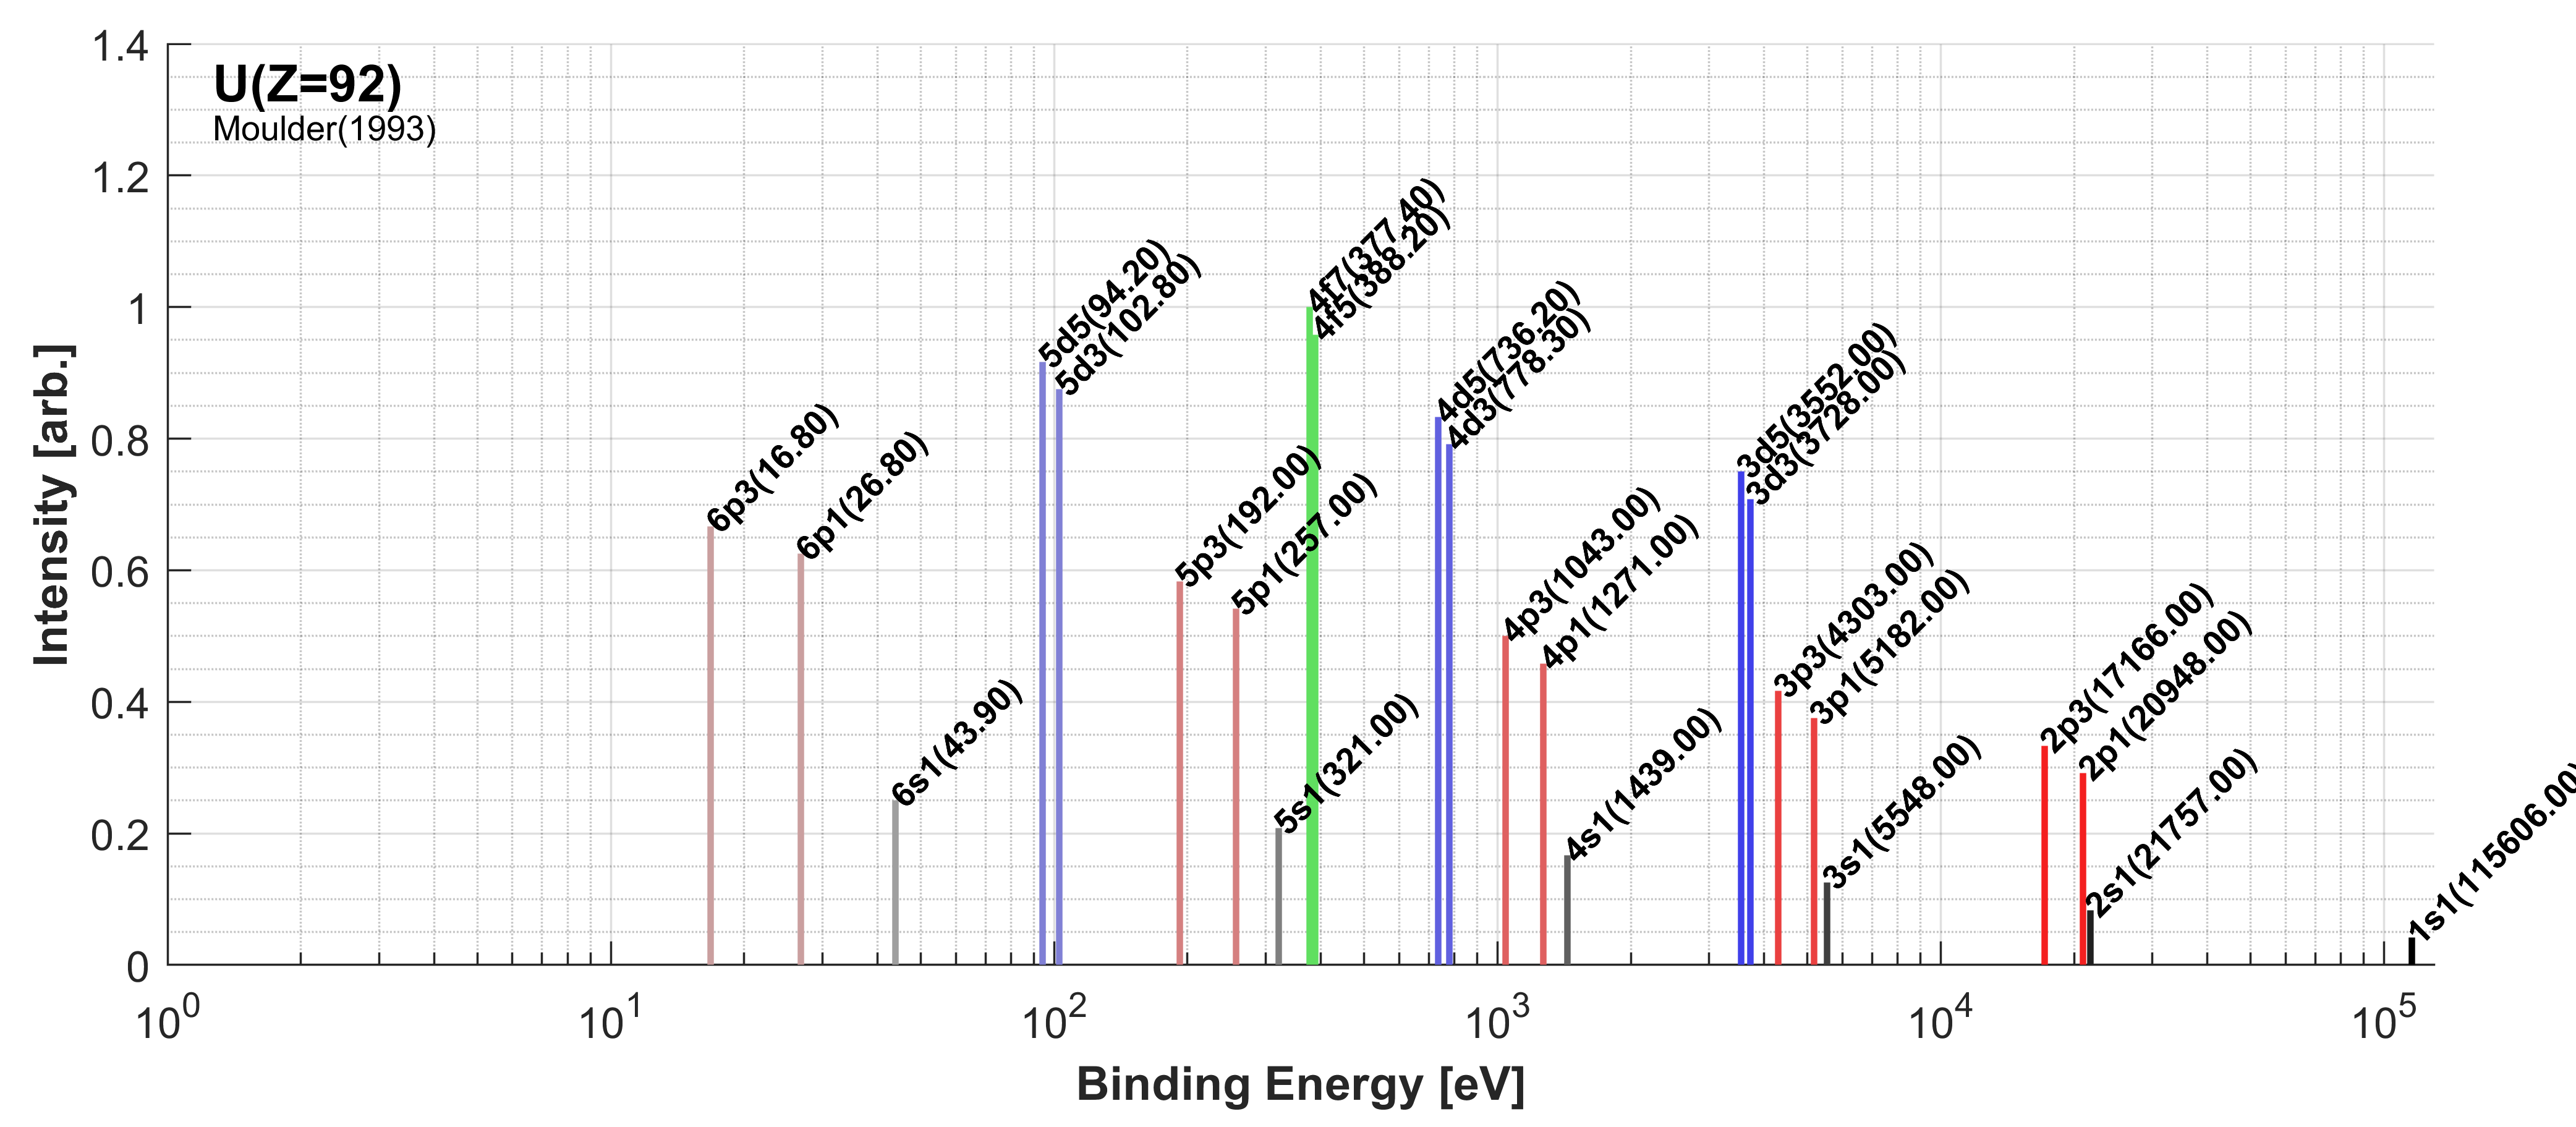 U(Z=92)
Moulder(1993)
Intensity [arb.]
1.4
1.2
1
0.8
0.6
0.4
0.2
0
6p3(16.80)
6p1(26.80)
6s1(43.90)
5d5(94.20)
5d3(102.80)
5p3(192.00)
5p1(257.00)
5s1(321.00)
4f7(377.40)
4f5(388.20)
4d5(736.20)
4d3(778.30)
4p3(1043.00)
4p1(1271.00)
4s1(1439.00)
3d5(3552.00)
3d3(3728.00)
3p3(4303.00)
3p1(5182.00)
3s1(5548.00)
2p3(17166.00)
2p1(20948.00)
2s1(21757.00)
1s1(115606.00)
10^0
10^1
10^2
10^3
10^4
10^5
Binding Energy [eV]